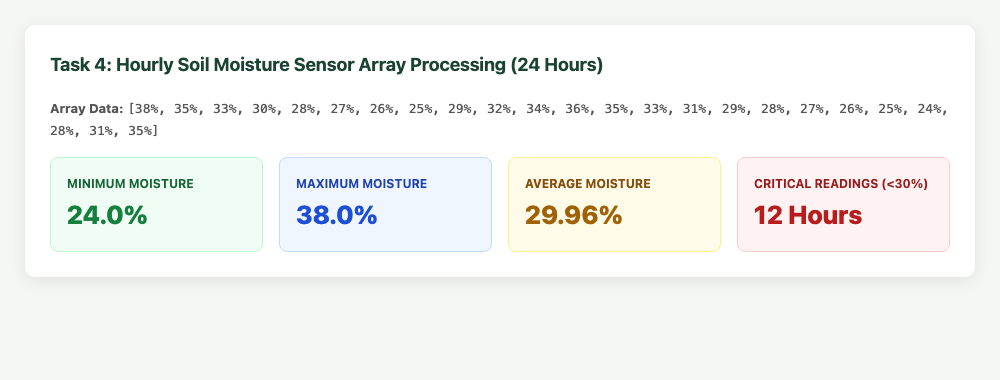 Task 4: Hourly Soil Moisture Sensor Array Processing (24 Hours)
Array Data: [38%, 35%, 33%, 30%, 28%, 27%, 26%, 25%, 29%, 32%, 34%, 36%, 35%, 33%, 31%, 29%, 28%, 27%, 26%, 25%, 24%,
28%, 31%, 35%]
MINIMUM MOISTURE
24.0%
MAXIMUM MOISTURE
38.0%
AVERAGE MOISTURE
29.96%
CRITICAL READINGS (<30%)
12 Hours